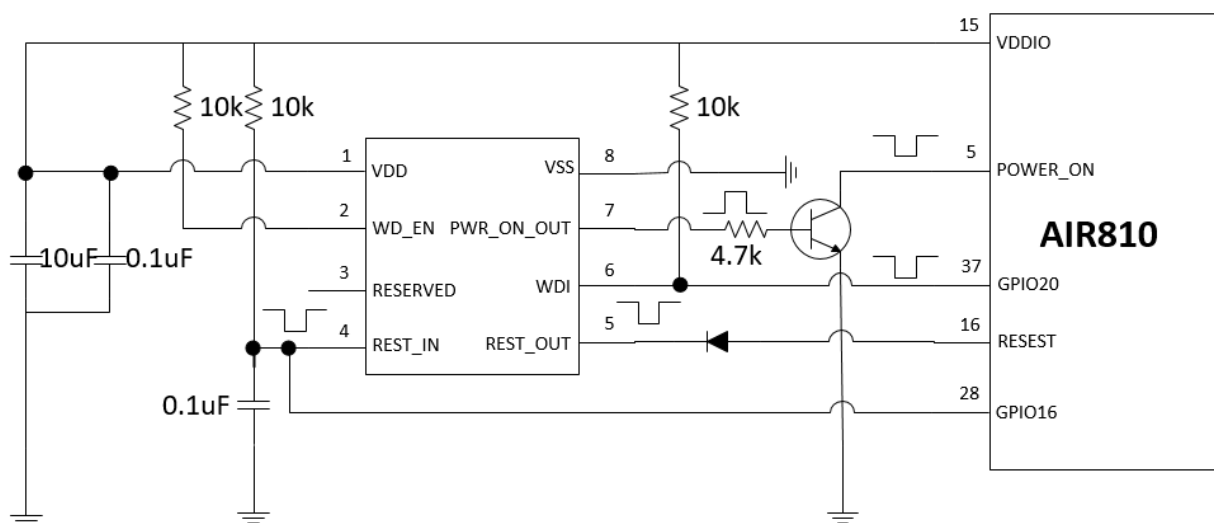 15
VDDIO
10k
10k
10k
1
VDD
VSS
8
5
POWER_ON
2
WD_EN
PWR_ON_OUT
7
4.7k
AIR810
10uF
0.1uF
3
RESERVED
WDI
6
37
GPIO20
4
REST_IN
REST_OUT
5
16
RESEST
0.1uF
28
GPIO16